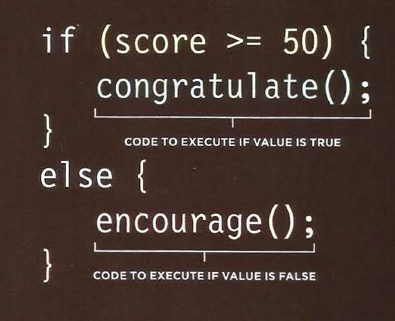 if (score >= 50) {
congratulate();
}
CODE TO EXECUTE IF VALUE IS TRUE
else {
encourage();
}
CODE TO EXECUTE IF VALUE IS FALSE